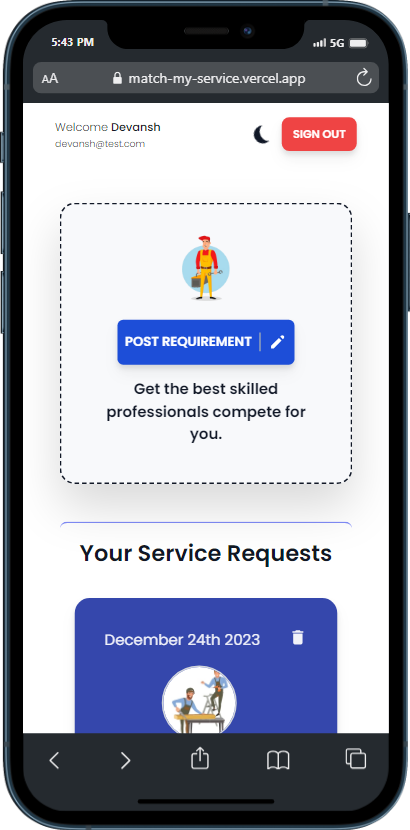 5:43 PM
5G
AA
match-my-service.vercel.app
Welcome Devansh
devansh@test.com
SIGN OUT
POST REQUIREMENT
Get the best skilled
professionals compete for
you.
Your Service Requests
December 24th 2023